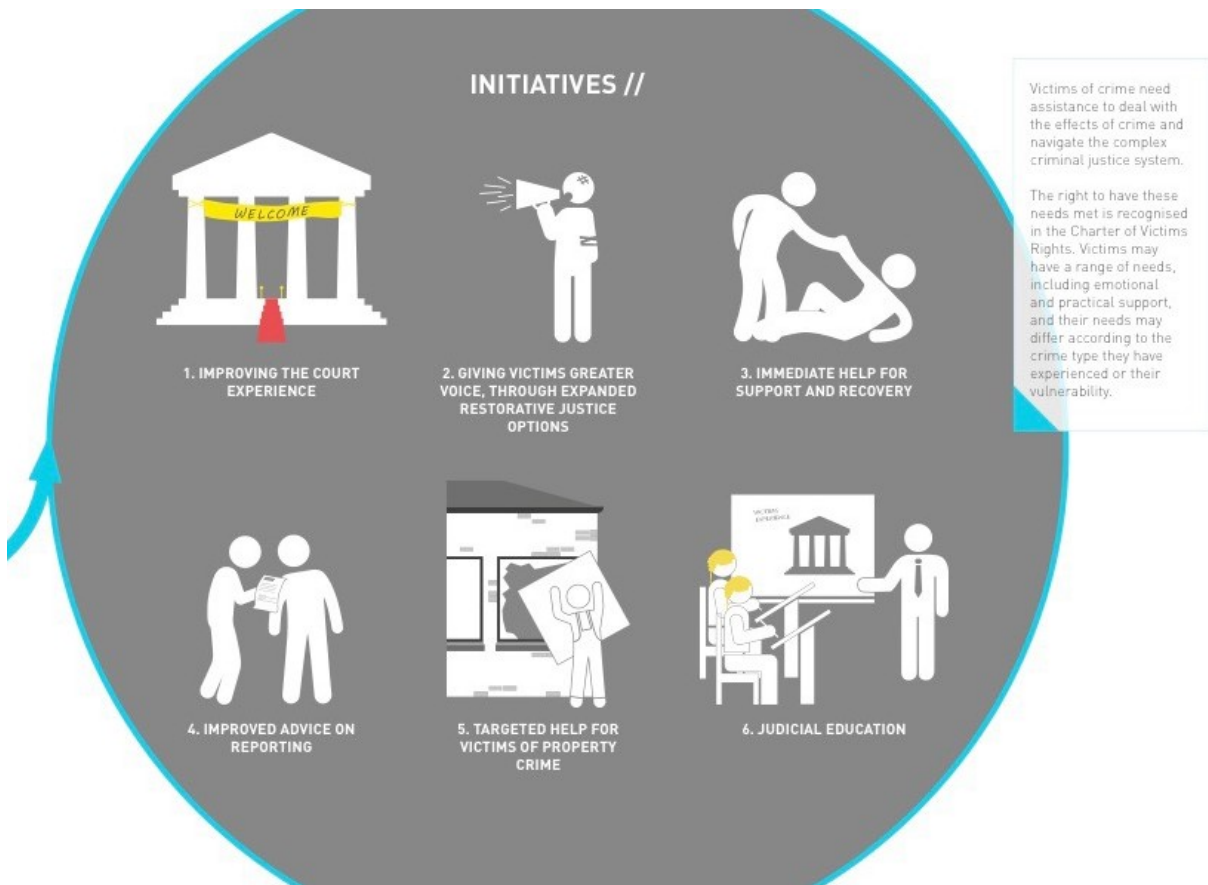 INITIATIVES //
WELCOME
1. IMPROVING THE COURT
EXPERIENCE
2. GIVING VICTIMS GREATER
VOICE, THROUGH EXPANDED
RESTORATIVE JUSTICE
OPTIONS
3. IMMEDIATE HELP FOR
SUPPORT AND RECOVERY
4. IMPROVED ADVICE ON
REPORTING
5. TARGETED HELP FOR
VICTIMS OF PROPERTY
CRIME
VICTIMS
EXPERIENCE
6. JUDICIAL EDUCATION
Victims of crime need
assistance to deal with
the effects of crime and
navigate the complex
criminal justice system.
The right to have these
needs met is recognised
in the Charter of Victims
Rights. Victims may
have a range of needs,
including emotional
and practical support,
and their needs may
differ according to the
crime type they have
experienced or their
vulnerability.